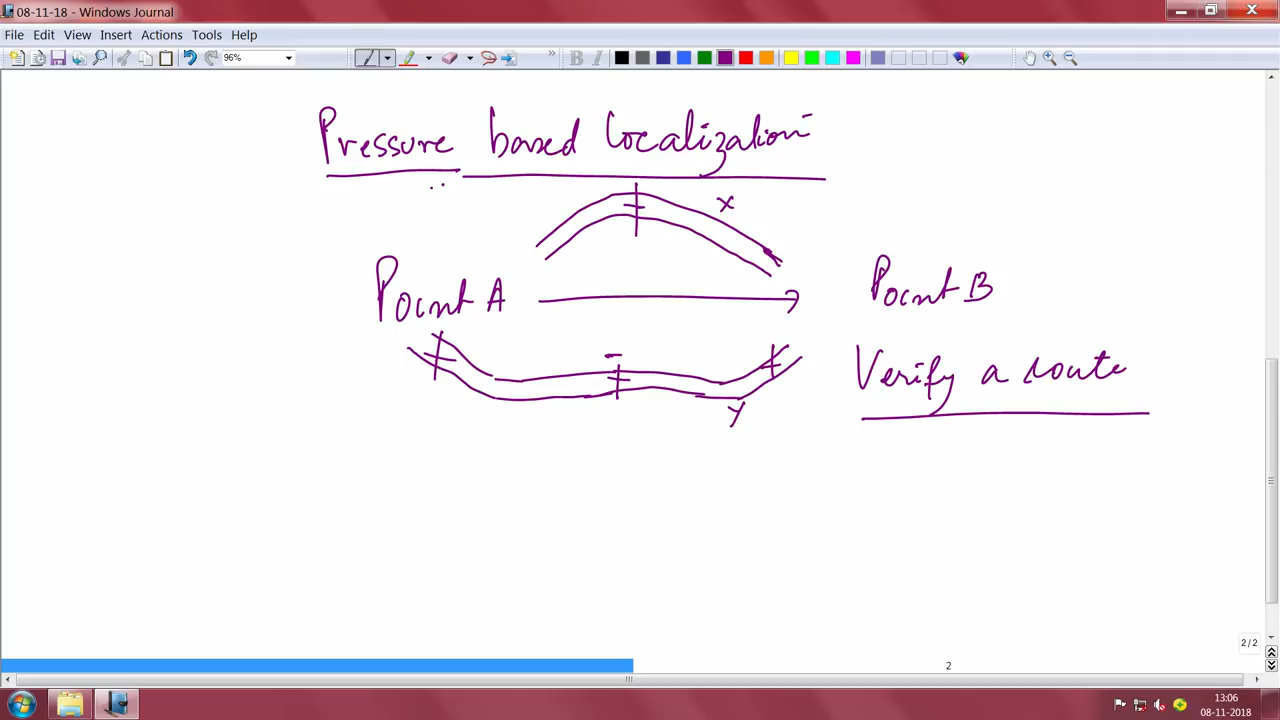 08-11-18 - Windows Journal
File Edit View Insert Actions Tools Help
96%
Pressure based localization
x
Point A
Point B
Verify a route
y
2/2
2
13:06
08-11-2018